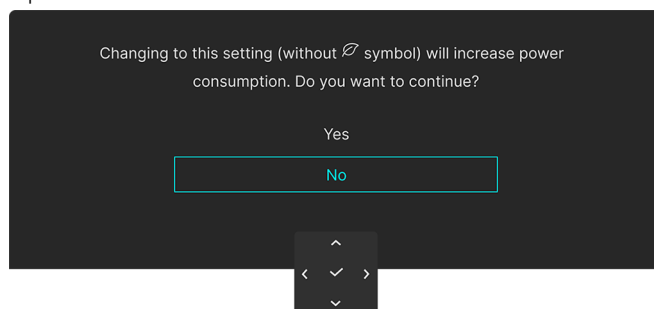 Changing to this setting (without symbol) will increase power
consumption. Do you want to continue?
Yes
No